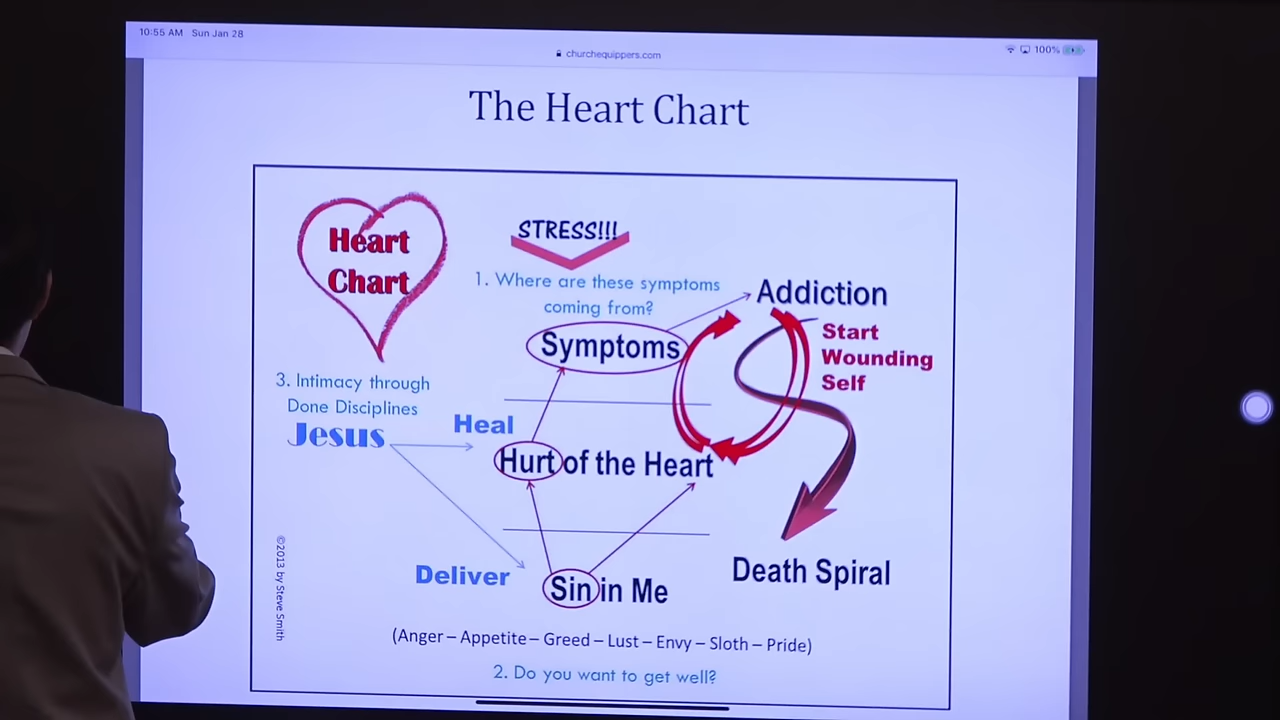 10:55 AM Sun Jan 28
churchequippers.com
100%
The Heart Chart
Heart
Chart
STRESS!!!
1. Where are these symptoms
coming from?
Addiction
Symptoms
Start
Wounding
Self
3. Intimacy through
Done Disciplines
Jesus
Heal
Hurt of the Heart
Deliver
Sin in Me
Death Spiral
©2013 by Steve Smith
(Anger – Appetite – Greed – Lust – Envy – Sloth – Pride)
2. Do you want to get well?